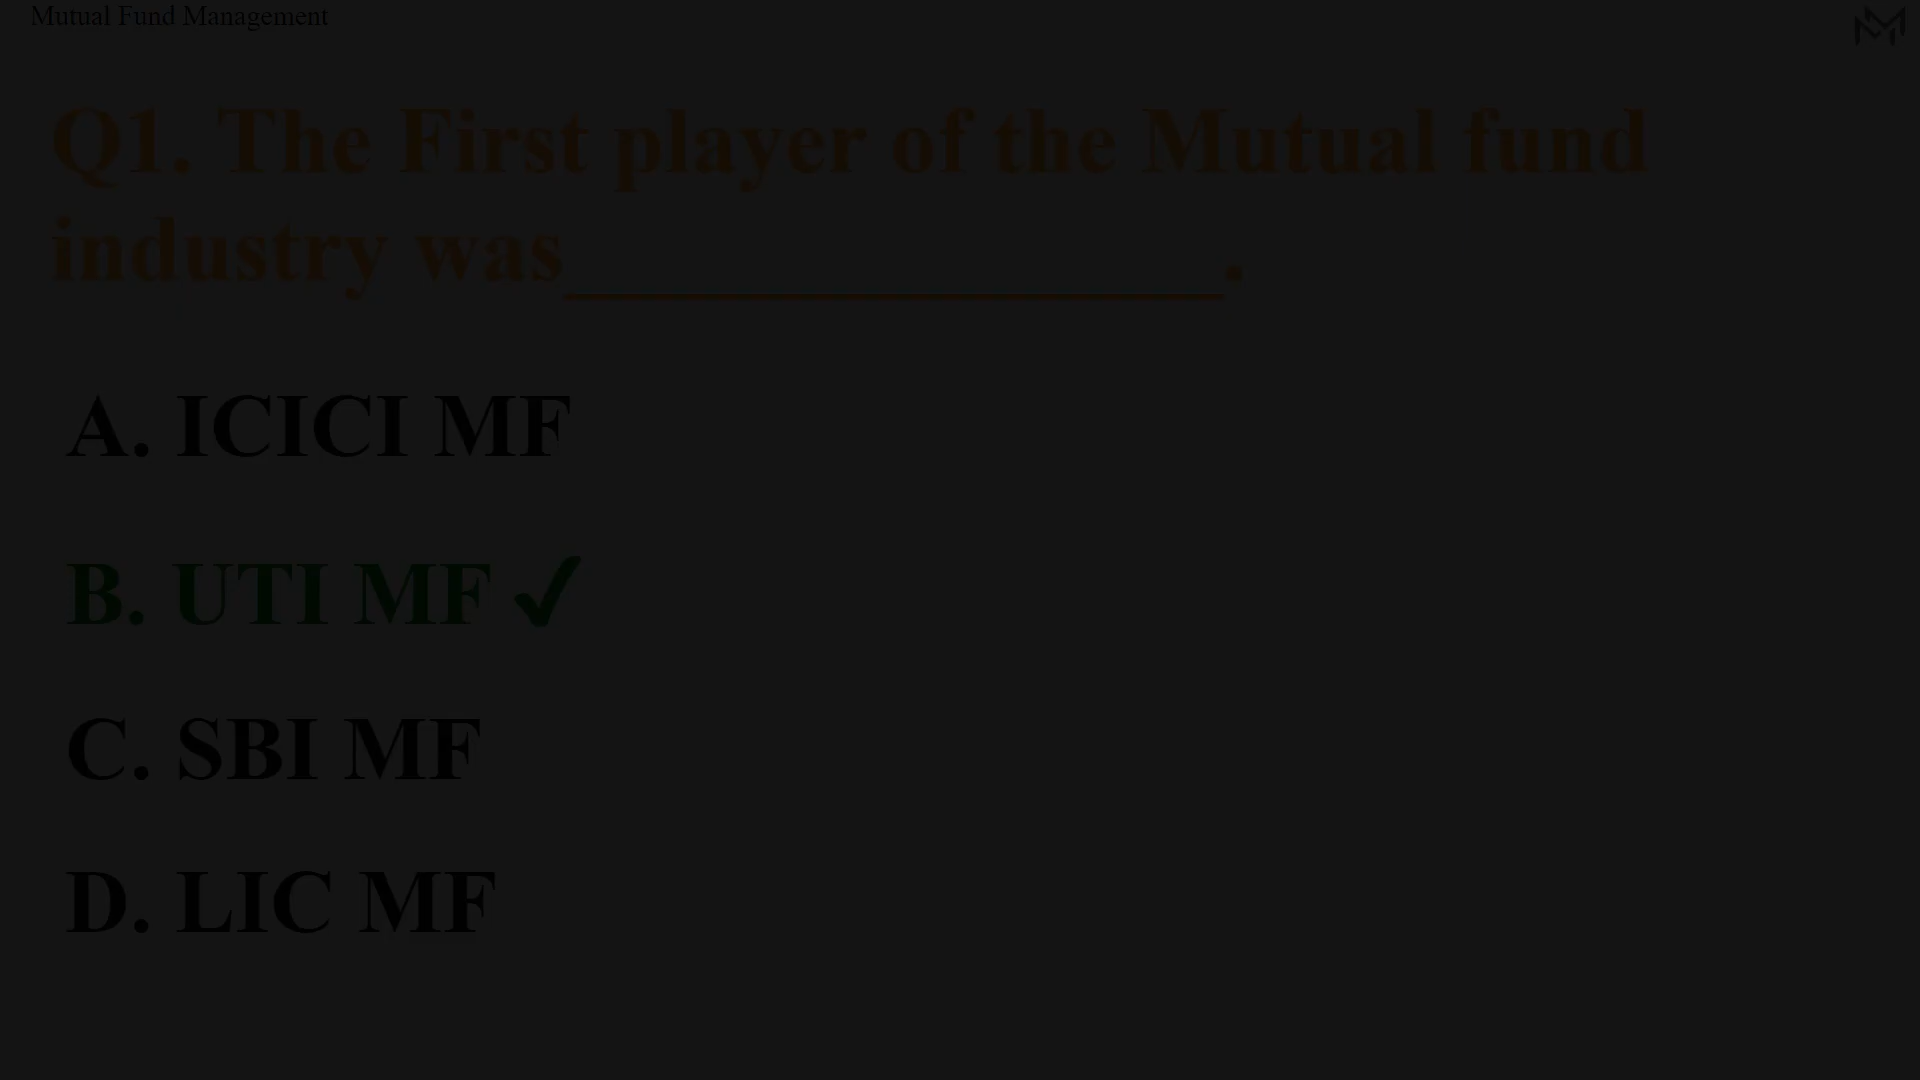 Mutual Fund Management
Q1. The First player of the Mutual fund
industry was_______________.
A. ICICI MF
B. UTI MF ✓
C. SBI MF
D. LIC MF